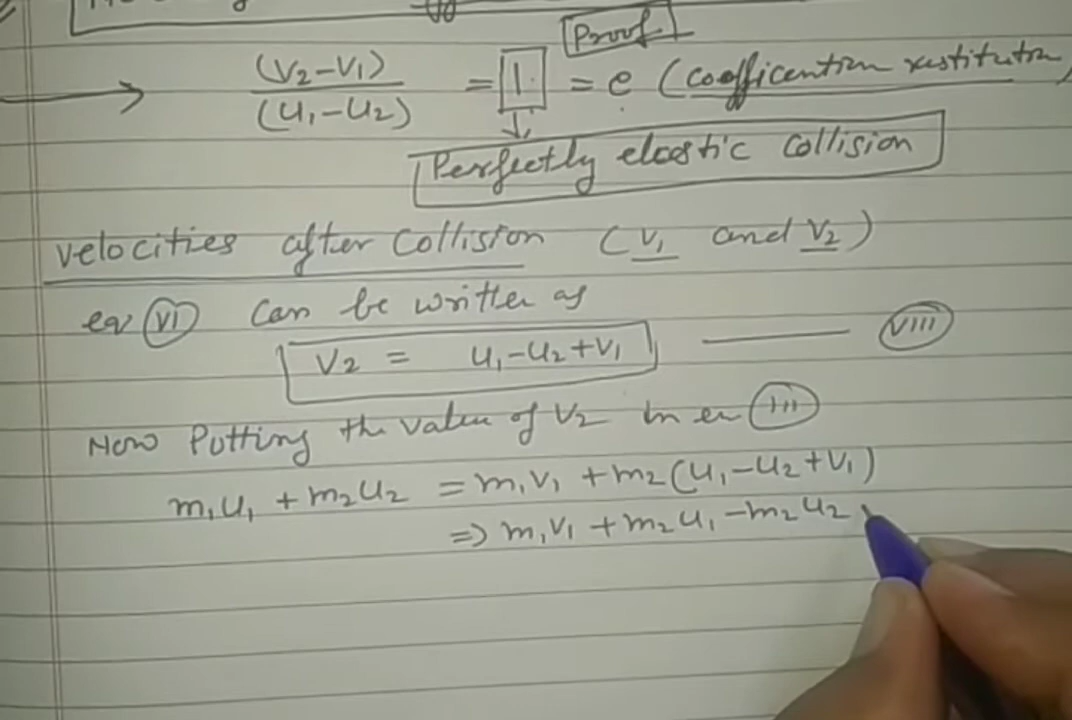 [Proof]
(V2-V1) / (U1-U2) = 1 = e (coefficention restitution
Perfectly elastic collision
velocities after collision (V1 and V2)
eq (vi) can be written as
V2 = U1-U2+V1 (viii)
Now Putting the value of V2 in eq (iii)
m1U1 + m2U2 = m1V1 + m2(U1-U2+V1)
=> m1V1 + m2U1 - m2U2